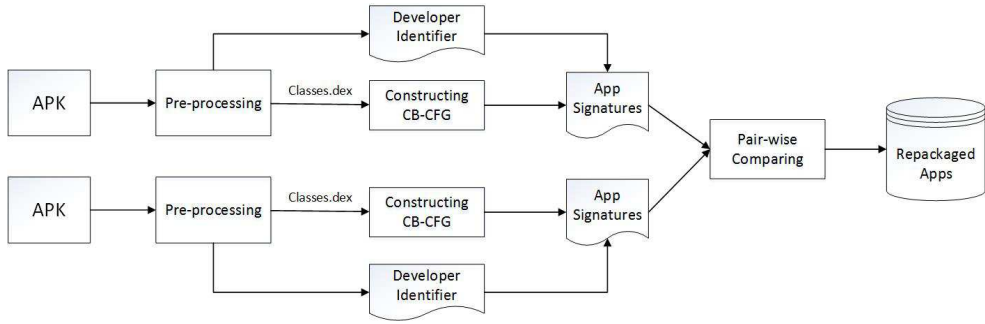 Developer
Identifier
APK
Pre-processing
Classes.dex
Constructing
CB-CFG
App
Signatures
Pair-wise
Comparing
Repackaged
Apps
APK
Pre-processing
Classes.dex
Constructing
CB-CFG
App
Signatures
Developer
Identifier